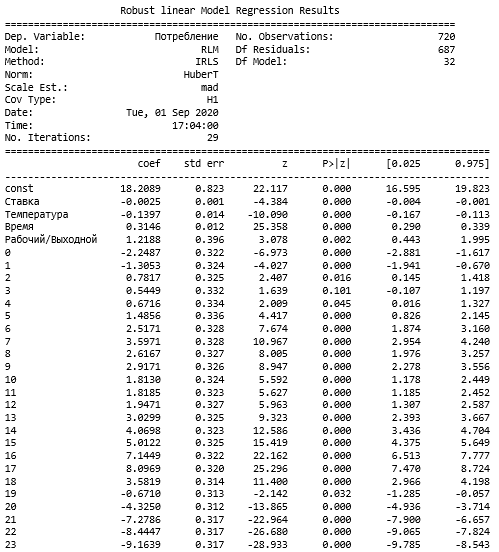 Robust linear Model Regression Results
==============================================================================
Dep. Variable: Потребление No. Observations: 720
Model: RLM Df Residuals: 687
Method: IRLS Df Model: 32
Norm: HuberT
Scale Est.: mad
Cov Type: H1
Date: Tue, 01 Sep 2020
Time: 17:04:00
No. Iterations: 29
===================================================================================
coef std err z P>|z| [0.025 0.975]
-----------------------------------------------------------------------------------
const 18.2089 0.823 22.117 0.000 16.595 19.823
Ставка -0.0025 0.001 -4.384 0.000 -0.004 -0.001
Температура -0.1397 0.014 -10.090 0.000 -0.167 -0.113
Время 0.3146 0.012 25.358 0.000 0.290 0.339
Рабочий/Выходной 1.2188 0.396 3.078 0.002 0.443 1.995
0 -2.2487 0.322 -6.973 0.000 -2.881 -1.617
1 -1.3053 0.324 -4.027 0.000 -1.941 -0.670
2 0.7817 0.325 2.407 0.016 0.145 1.418
3 0.5449 0.332 1.639 0.101 -0.107 1.197
4 0.6716 0.334 2.009 0.045 0.016 1.327
5 1.4856 0.336 4.417 0.000 0.826 2.145
6 2.5171 0.328 7.674 0.000 1.874 3.160
7 3.5971 0.328 10.967 0.000 2.954 4.240
8 2.6167 0.327 8.005 0.000 1.976 3.257
9 2.9171 0.326 8.947 0.000 2.278 3.556
10 1.8130 0.324 5.592 0.000 1.178 2.449
11 1.8185 0.323 5.627 0.000 1.185 2.452
12 1.9471 0.327 5.963 0.000 1.307 2.587
13 3.0299 0.325 9.323 0.000 2.393 3.667
14 4.0698 0.323 12.586 0.000 3.436 4.704
15 5.0122 0.325 15.419 0.000 4.375 5.649
16 7.1449 0.322 22.162 0.000 6.513 7.777
17 8.0969 0.320 25.296 0.000 7.470 8.724
18 3.5819 0.314 11.400 0.000 2.966 4.198
19 -0.6710 0.313 -2.142 0.032 -1.285 -0.057
20 -4.3250 0.312 -13.865 0.000 -4.936 -3.714
21 -7.2786 0.317 -22.964 0.000 -7.900 -6.657
22 -8.4447 0.317 -26.680 0.000 -9.065 -7.824
23 -9.1639 0.317 -28.933 0.000 -9.785 -8.543